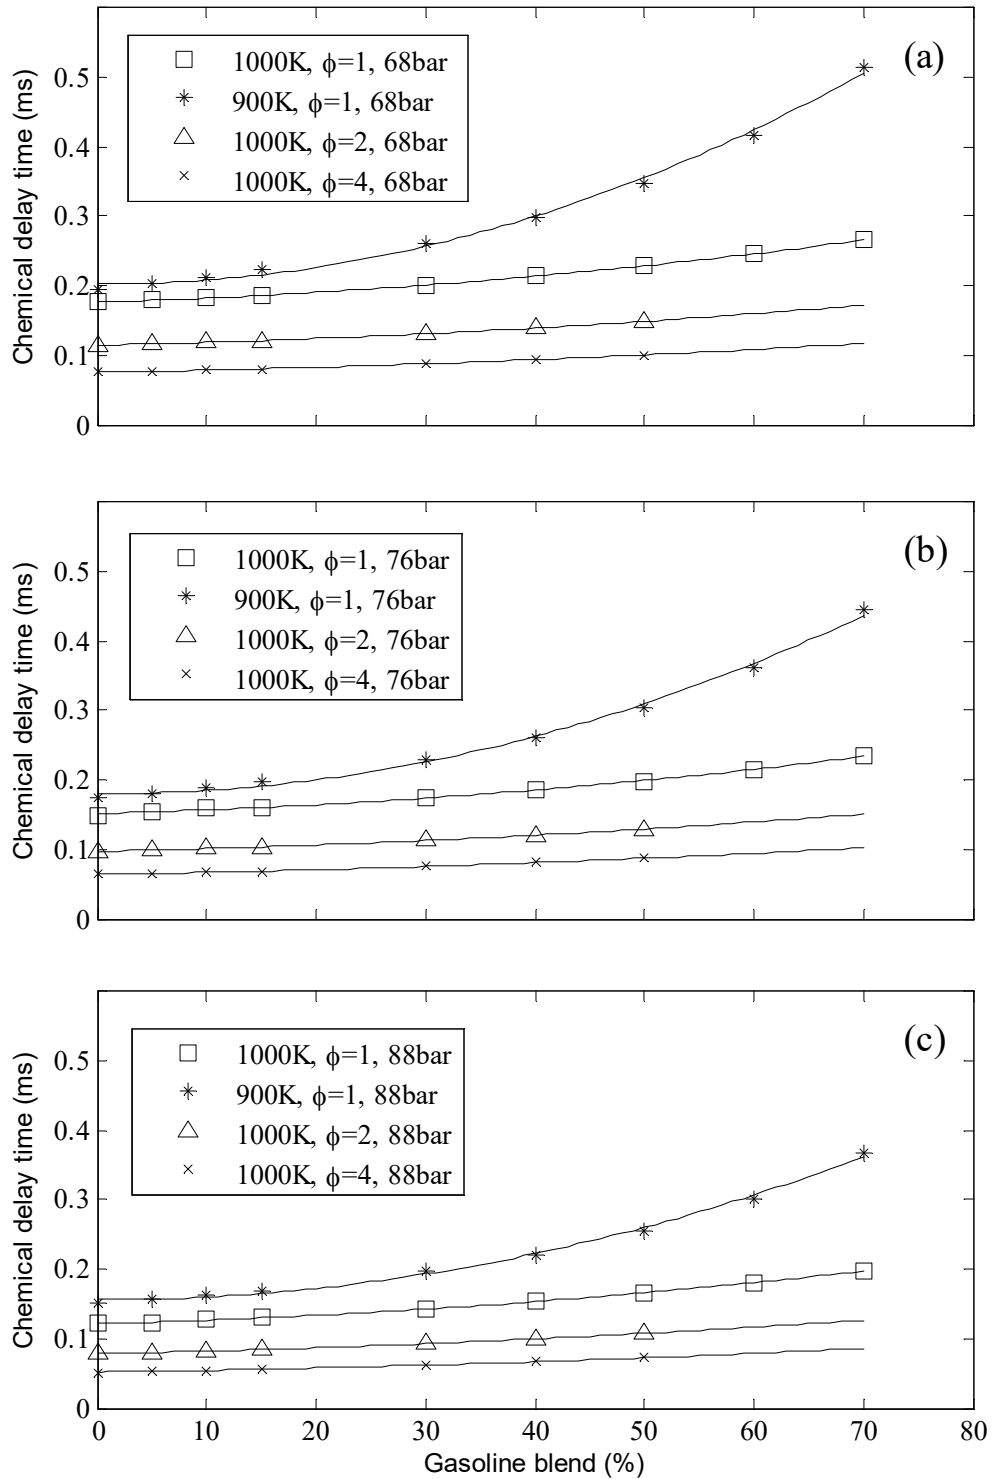 (a)
1000K, ϕ=1, 68bar
900K, ϕ=1, 68bar
1000K, ϕ=2, 68bar
1000K, ϕ=4, 68bar
Chemical delay time (ms)
0.5
0.4
0.3
0.2
0.1
0
(b)
1000K, ϕ=1, 76bar
900K, ϕ=1, 76bar
1000K, ϕ=2, 76bar
1000K, ϕ=4, 76bar
Chemical delay time (ms)
0.5
0.4
0.3
0.2
0.1
0
(c)
1000K, ϕ=1, 88bar
900K, ϕ=1, 88bar
1000K, ϕ=2, 88bar
1000K, ϕ=4, 88bar
Chemical delay time (ms)
0.5
0.4
0.3
0.2
0.1
0
0 10 20 30 40 50 60 70 80
Gasoline blend (%)